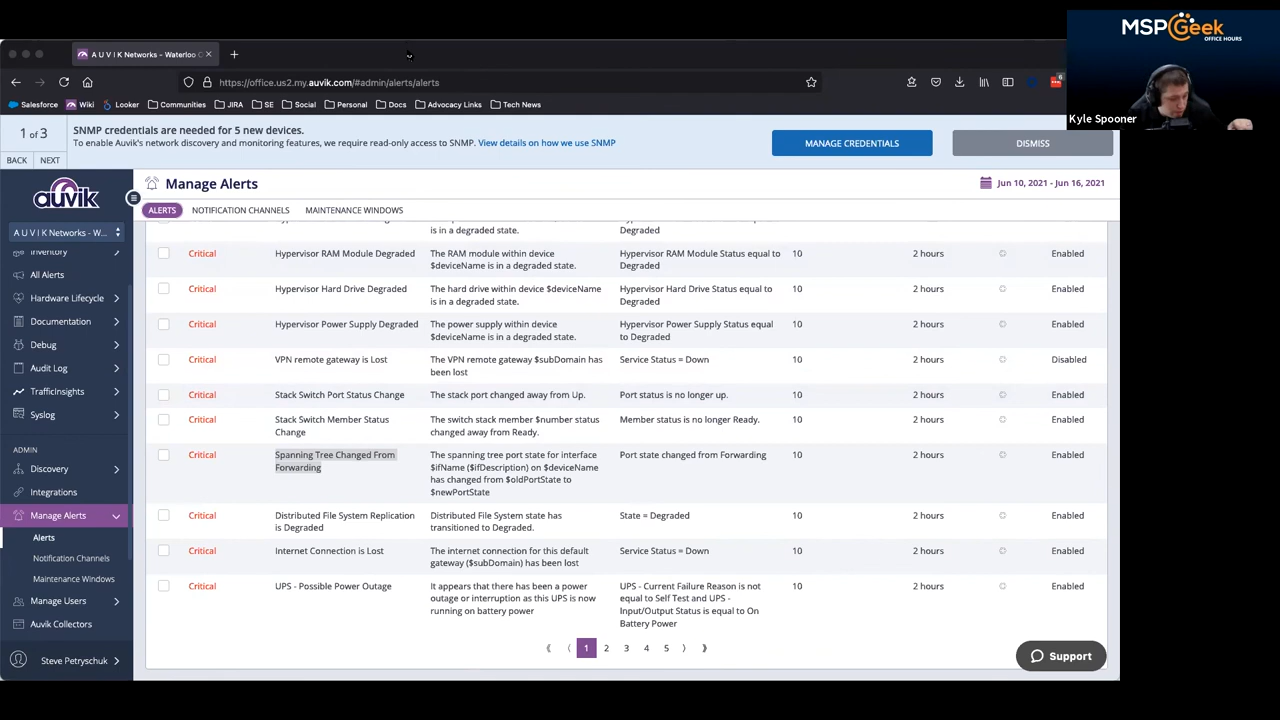 MSPGeek
OFFICE HOURS
Kyle Spooner
A U V I K Networks - Waterloo
https://office.us2.my.auvik.com/#admin/alerts/alerts
Salesforce
Wiki
Looker
Communities
JIRA
SE
Social
Personal
Docs
Advocacy Links
Tech News
1 of 3
BACK
NEXT
SNMP credentials are needed for 5 new devices.
To enable Auvik's network discovery and monitoring features, we require read-only access to SNMP. View details on how we use SNMP
MANAGE CREDENTIALS
DISMISS
auvik
A U V I K Networks - W...
Inventory
All Alerts
Hardware Lifecycle
Documentation
Debug
Audit Log
TrafficInsights
Syslog
ADMIN
Discovery
Integrations
Manage Alerts
Alerts
Notification Channels
Maintenance Windows
Manage Users
Auvik Collectors
Steve Petryschuk
Manage Alerts
Jun 10, 2021 - Jun 16, 2021
ALERTS
NOTIFICATION CHANNELS
MAINTENANCE WINDOWS
is in a degraded state.
Degraded
Critical
Hypervisor RAM Module Degraded
The RAM module within device
$deviceName is in a degraded state.
Hypervisor RAM Module Status equal to
Degraded
10
2 hours
Enabled
Critical
Hypervisor Hard Drive Degraded
The hard drive within device $deviceName
is in a degraded state.
Hypervisor Hard Drive Status equal to
Degraded
10
2 hours
Enabled
Critical
Hypervisor Power Supply Degraded
The power supply within device
$deviceName is in a degraded state.
Hypervisor Power Supply Status equal
to Degraded
10
2 hours
Enabled
Critical
VPN remote gateway is Lost
The VPN remote gateway $subDomain has
been lost
Service Status = Down
10
2 hours
Disabled
Critical
Stack Switch Port Status Change
The stack port changed away from Up.
Port status is no longer up.
10
2 hours
Enabled
Critical
Stack Switch Member Status
Change
The switch stack member $number status
changed away from Ready.
Member status is no longer Ready.
10
2 hours
Enabled
Critical
Spanning Tree Changed From
Forwarding
The spanning tree port state for interface
$ifName ($ifDescription) on $deviceName
has changed from $oldPortState to
$newPortState
Port state changed from Forwarding
10
2 hours
Enabled
Critical
Distributed File System Replication
is Degraded
Distributed File System state has
transitioned to Degraded.
State = Degraded
10
2 hours
Enabled
Critical
Internet Connection is Lost
The internet connection for this default
gateway ($subDomain) has been lost
Service Status = Down
10
2 hours
Enabled
Critical
UPS - Possible Power Outage
It appears that there has been a power
outage or interruption as this UPS is now
running on battery power
UPS - Current Failure Reason is not
equal to Self Test and UPS -
Input/Output Status is equal to On
Battery Power
10
2 hours
Enabled
1 2 3 4 5
Support